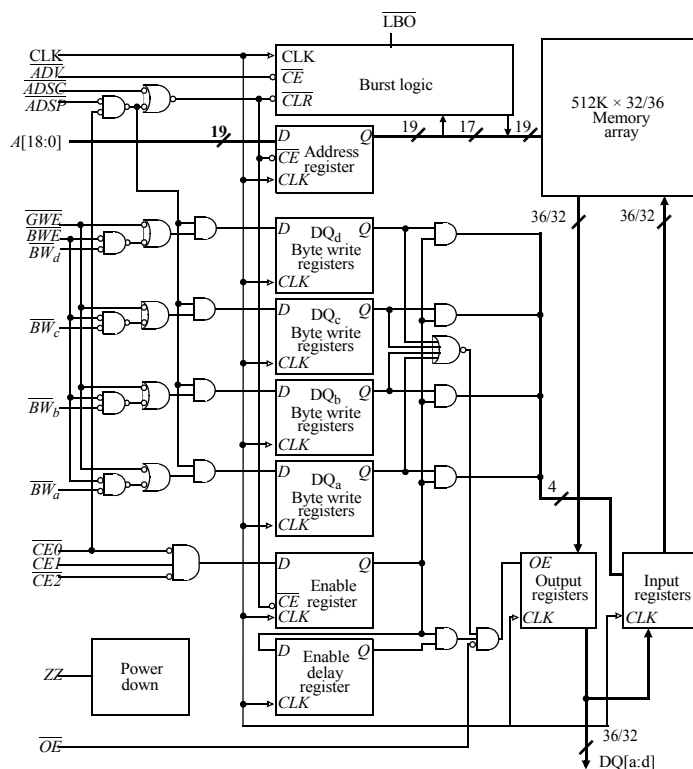 LBO
CLK
ADV
ADSC
ADSP
CLK
CE
CLR
Burst logic
512K × 32/36
Memory
array
A[18:0]
19
D
Q
CE
CLK
Address
register
19
17
19
36/32
36/32
GWE
BWE
BWd
D
DQd
Q
Byte write
registers
CLK
BWc
D
DQc
Q
Byte write
registers
CLK
BWb
D
DQb
Q
Byte write
registers
CLK
BWa
D
DQa
Q
Byte write
registers
CLK
4
CE0
CE1
CE2
D
Q
Enable
register
CE
CLK
OE
Output
registers
CLK
Input
registers
CLK
D
Q
Enable
delay
register
CLK
ZZ
Power
down
OE
36/32
DQ[a:d]